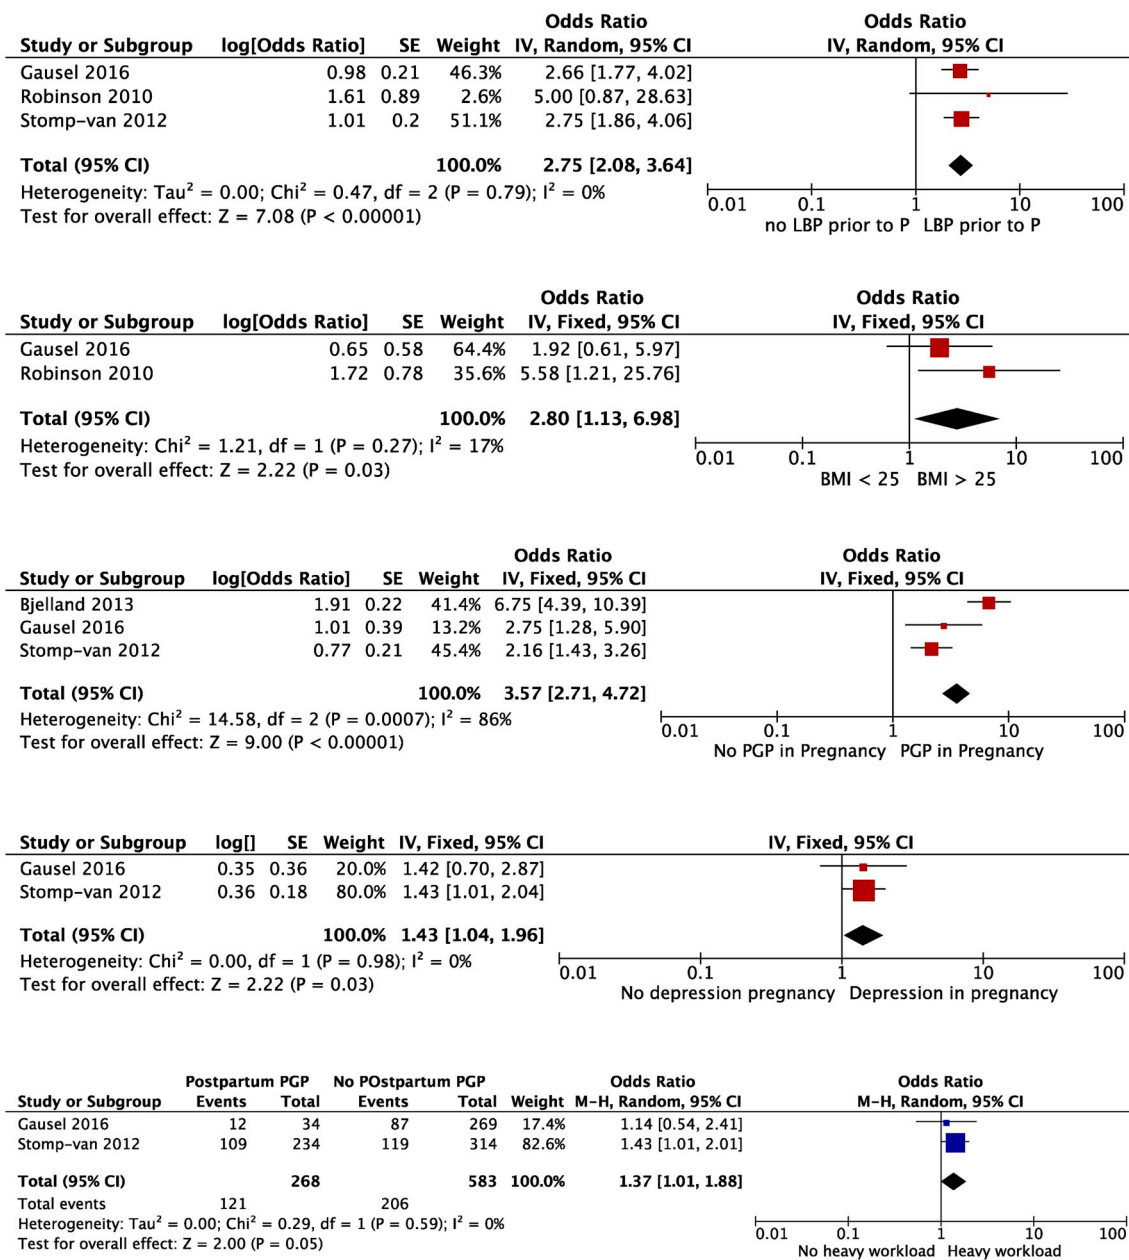 Odds Ratio Odds Ratio
Study or Subgroup log[Odds Ratio] SE Weight IV, Random, 95% CI IV, Random, 95% CI
Gausel 2016 0.98 0.21 46.3% 2.66 [1.77, 4.02]
Robinson 2010 1.61 0.89 2.6% 5.00 [0.87, 28.63]
Stomp-van 2012 1.01 0.2 51.1% 2.75 [1.86, 4.06]
Total (95% CI) 100.0% 2.75 [2.08, 3.64]
Heterogeneity: Tau² = 0.00; Chi² = 0.47, df = 2 (P = 0.79); I² = 0%
Test for overall effect: Z = 7.08 (P < 0.00001)
0.01 0.1 1 10 100
no LBP prior to P LBP prior to P
Odds Ratio Odds Ratio
Study or Subgroup log[Odds Ratio] SE Weight IV, Fixed, 95% CI IV, Fixed, 95% CI
Gausel 2016 0.65 0.58 64.4% 1.92 [0.61, 5.97]
Robinson 2010 1.72 0.78 35.6% 5.58 [1.21, 25.76]
Total (95% CI) 100.0% 2.80 [1.13, 6.98]
Heterogeneity: Chi² = 1.21, df = 1 (P = 0.27); I² = 17%
Test for overall effect: Z = 2.22 (P = 0.03)
0.01 0.1 1 10 100
BMI < 25 BMI > 25
Odds Ratio Odds Ratio
Study or Subgroup log[Odds Ratio] SE Weight IV, Fixed, 95% CI IV, Fixed, 95% CI
Bjelland 2013 1.91 0.22 41.4% 6.75 [4.39, 10.39]
Gausel 2016 1.01 0.39 13.2% 2.75 [1.28, 5.90]
Stomp-van 2012 0.77 0.21 45.4% 2.16 [1.43, 3.26]
Total (95% CI) 100.0% 3.57 [2.71, 4.72]
Heterogeneity: Chi² = 14.58, df = 2 (P = 0.0007); I² = 86%
Test for overall effect: Z = 9.00 (P < 0.00001)
0.01 0.1 1 10 100
No PGP in Pregnancy PGP in Pregnancy
Study or Subgroup log[] SE Weight IV, Fixed, 95% CI IV, Fixed, 95% CI
Gausel 2016 0.35 0.36 20.0% 1.42 [0.70, 2.87]
Stomp-van 2012 0.36 0.18 80.0% 1.43 [1.01, 2.04]
Total (95% CI) 100.0% 1.43 [1.04, 1.96]
Heterogeneity: Chi² = 0.00, df = 1 (P = 0.98); I² = 0%
Test for overall effect: Z = 2.22 (P = 0.03)
0.01 0.1 1 10 100
No depression pregnancy Depression in pregnancy
Postpartum PGP No POstpartum PGP Odds Ratio Odds Ratio
Study or Subgroup Events Total Events Total Weight M-H, Random, 95% CI M-H, Random, 95% CI
Gausel 2016 12 34 87 269 17.4% 1.14 [0.54, 2.41]
Stomp-van 2012 109 234 119 314 82.6% 1.43 [1.01, 2.01]
Total (95% CI) 268 583 100.0% 1.37 [1.01, 1.88]
Total events 121 206
Heterogeneity: Tau² = 0.00; Chi² = 0.29, df = 1 (P = 0.59); I² = 0%
Test for overall effect: Z = 2.00 (P = 0.05)
0.01 0.1 1 10 100
No heavy workload Heavy workload